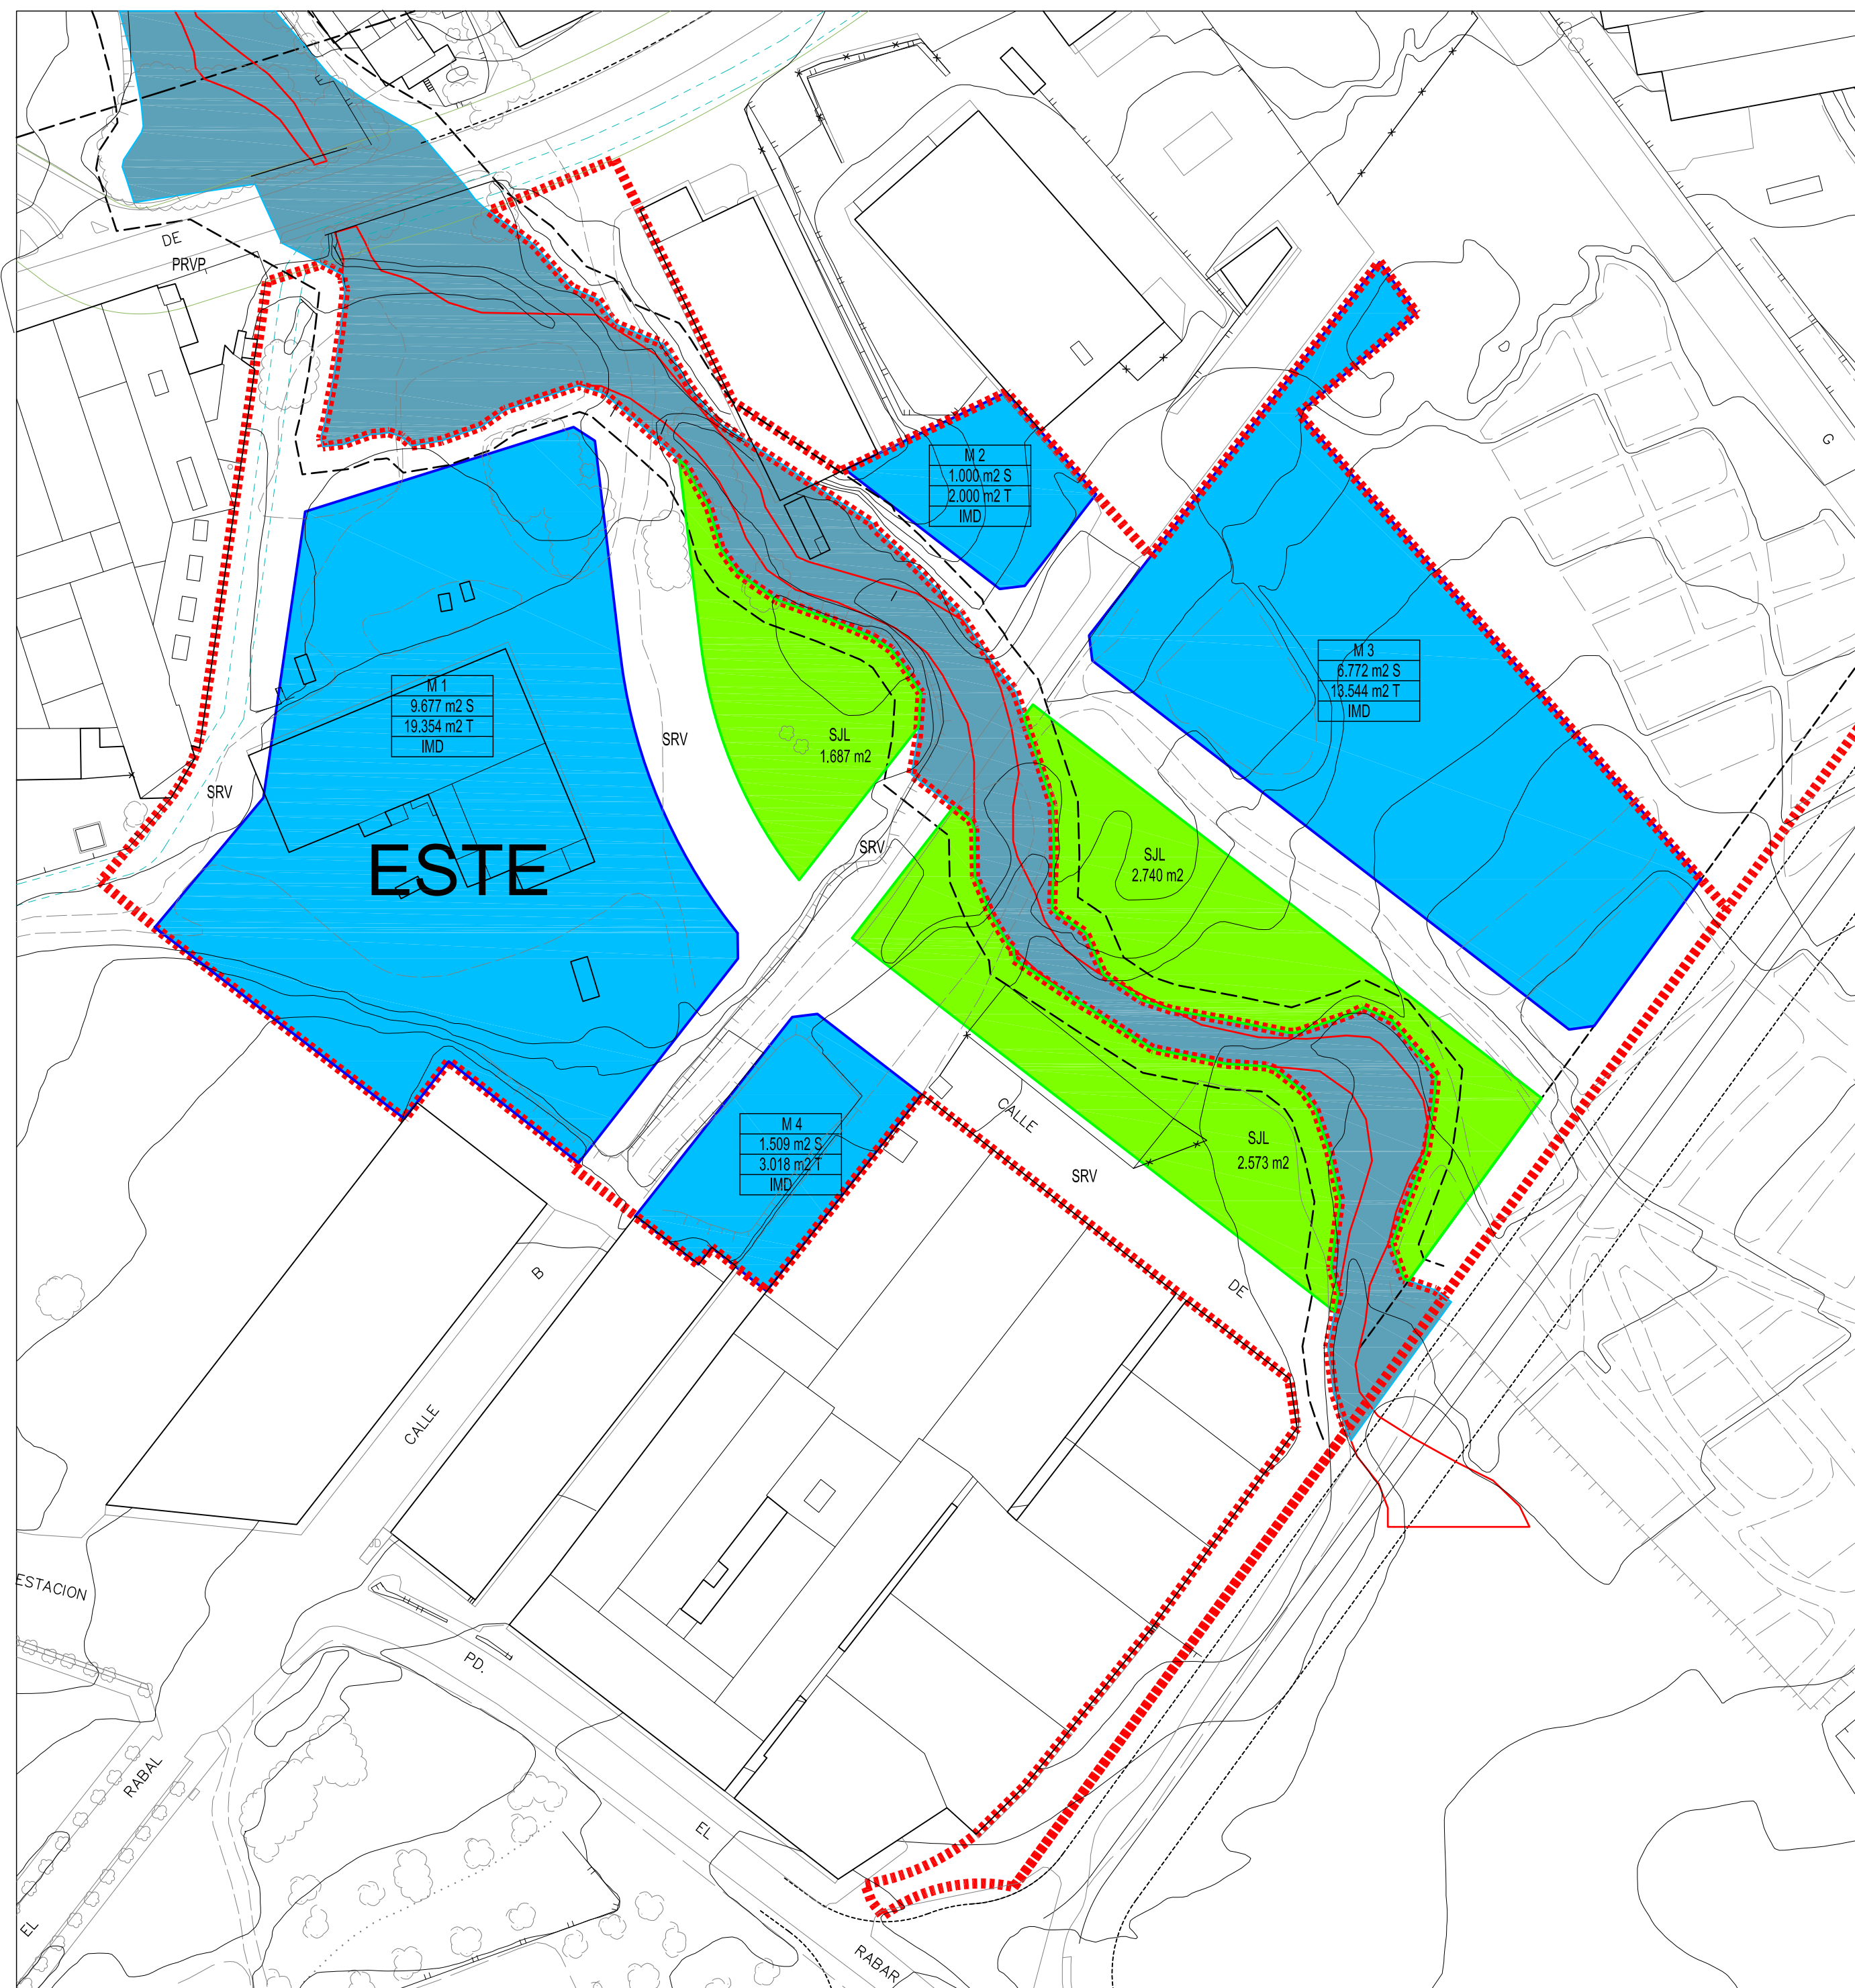 DE
PRVP
G
M 2
1.000 m2 S
2.000 m2 T
IMD
M 3
6.772 m2 S
13.544 m2 T
IMD
M 1
9.677 m2 S
19.354 m2 T
IMD
SRV
SJL
1.687 m2
SRV
SRV
ESTE
SJL
2.740 m2
M 4
1.509 m2 S
3.018 m2 T
IMD
CALLE
SRV
SJL
2.573 m2
DE
B
CALLE
ESTACION
PD.
RABAL
EL
EL
RABAR